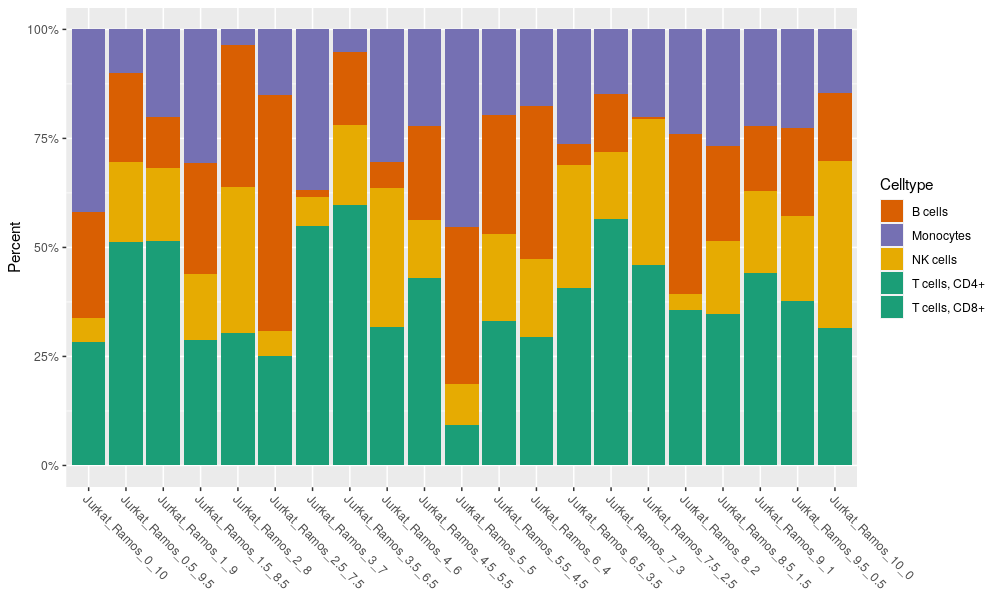 100%
75%
50%
25%
0%
Percent
Jurkat_Ramos_0_10
Jurkat_Ramos_0.5_9.5
Jurkat_Ramos_1_9
Jurkat_Ramos_1.5_8.5
Jurkat_Ramos_2_8
Jurkat_Ramos_2.5_7.5
Jurkat_Ramos_3_7
Jurkat_Ramos_3.5_6.5
Jurkat_Ramos_4_6
Jurkat_Ramos_4.5_5.5
Jurkat_Ramos_5_5
Jurkat_Ramos_5.5_4.5
Jurkat_Ramos_6_4
Jurkat_Ramos_6.5_3.5
Jurkat_Ramos_7_3
Jurkat_Ramos_7.5_2.5
Jurkat_Ramos_8_2
Jurkat_Ramos_8.5_1.5
Jurkat_Ramos_9_1
Jurkat_Ramos_9.5_0.5
Jurkat_Ramos_10_0
Celltype
B cells
Monocytes
NK cells
T cells, CD4+
T cells, CD8+